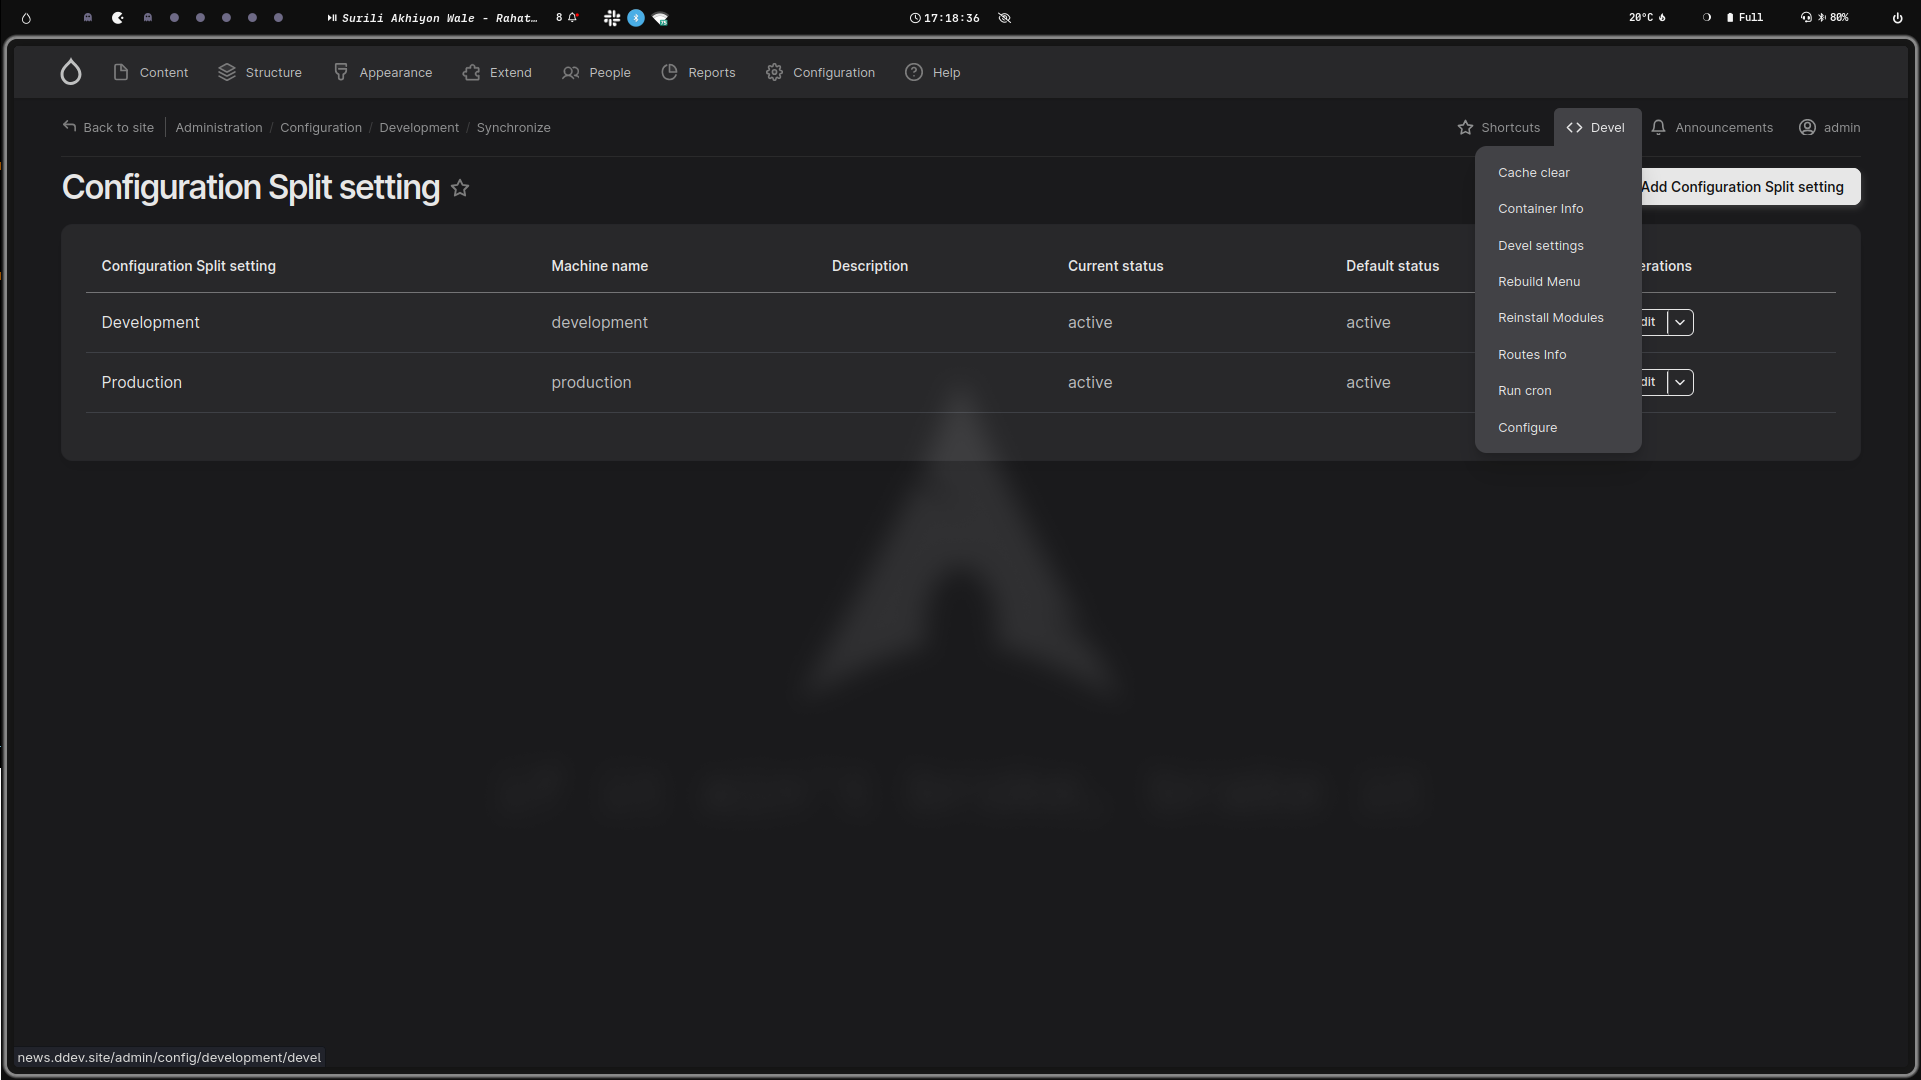 Surili Akhiyon Wale - Rahat…
8
17:18:36
20°C
Full
80%
Content
Structure
Appearance
Extend
People
Reports
Configuration
Help
Back to site
Administration / Configuration / Development / Synchronize
Shortcuts
Devel
Announcements
admin
Configuration Split setting
Add Configuration Split setting
Cache clear
Container Info
Devel settings
Rebuild Menu
Reinstall Modules
Routes Info
Run cron
Configure
Configuration Split setting Machine name Description Current status Default status erations
Development development active active dit
Production production active active dit
news.ddev.site/admin/config/development/devel